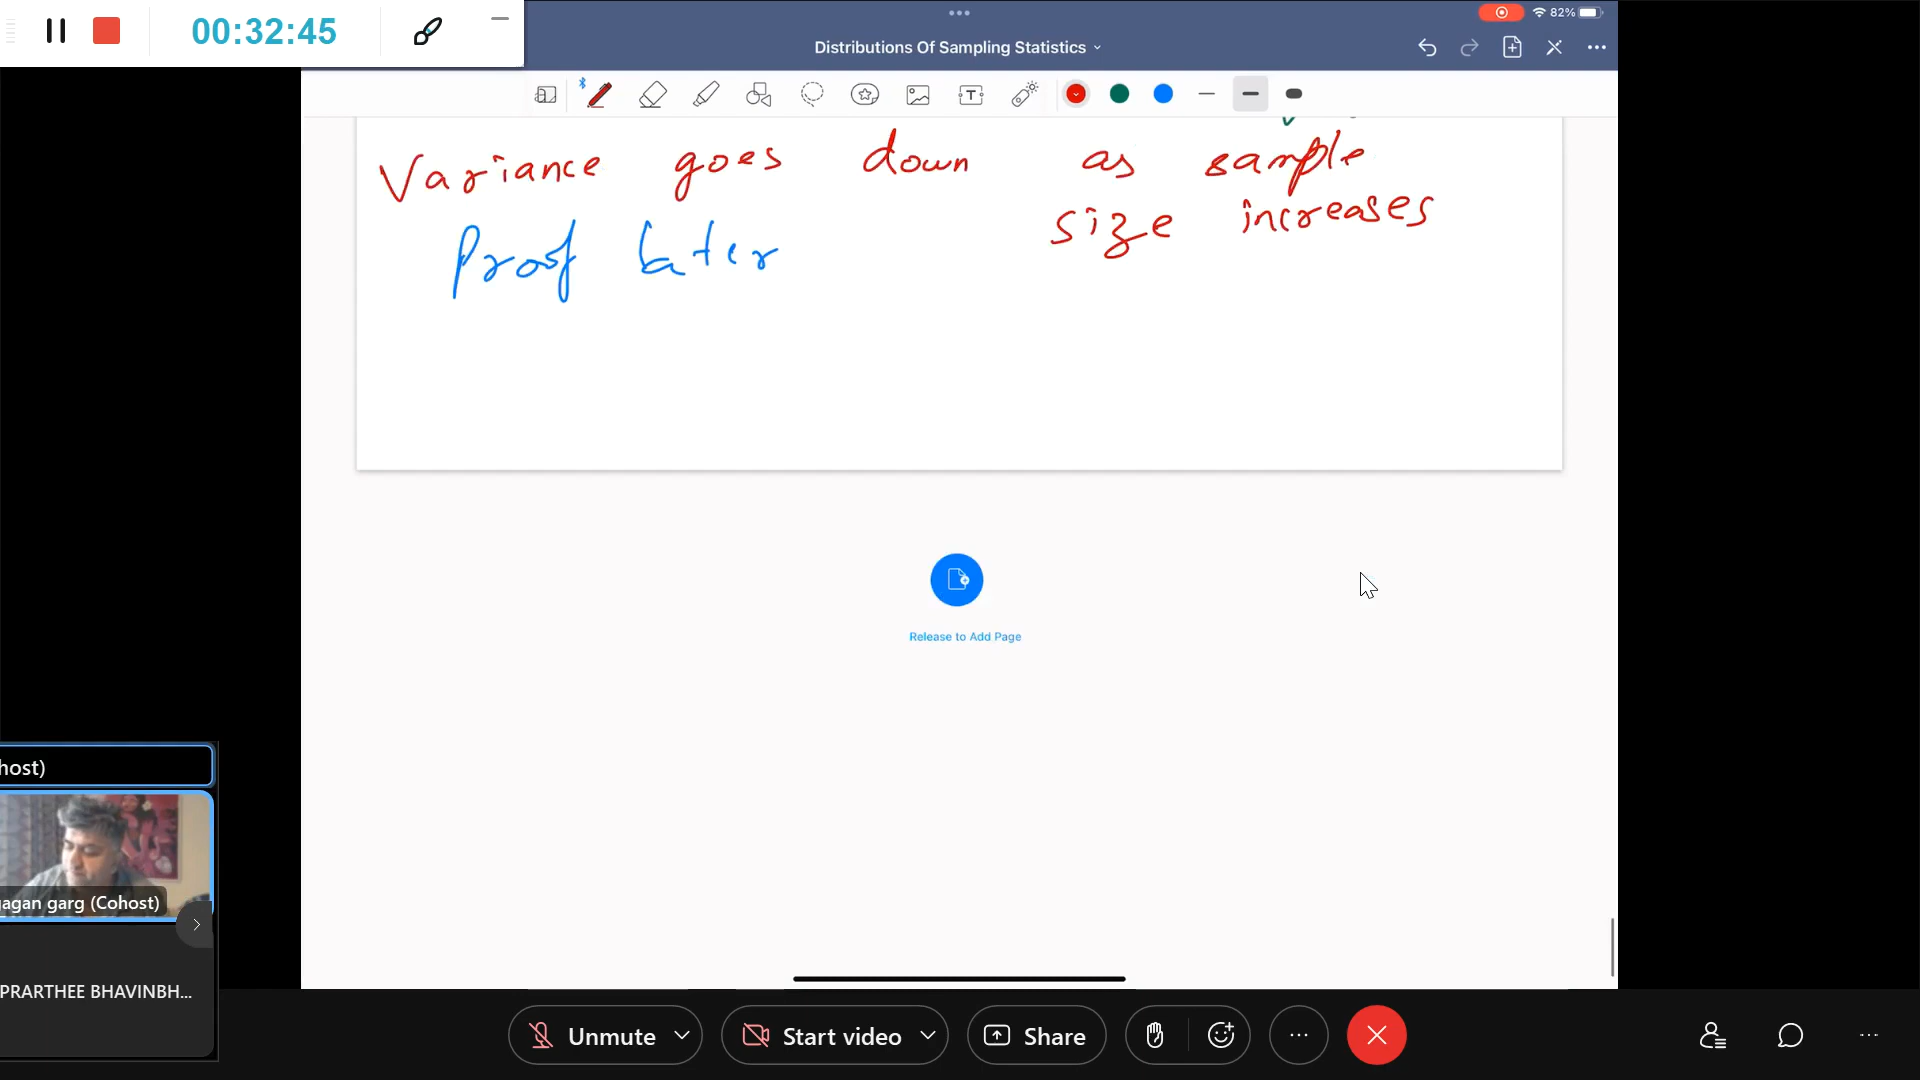 00:32:45
82%
Distributions Of Sampling Statistics
Variance goes down as sample
size increases
Proof later
Release to Add Page
host)
gagan garg (Cohost)
PRARTHEE BHAVINBH...
Unmute
Start video
Share